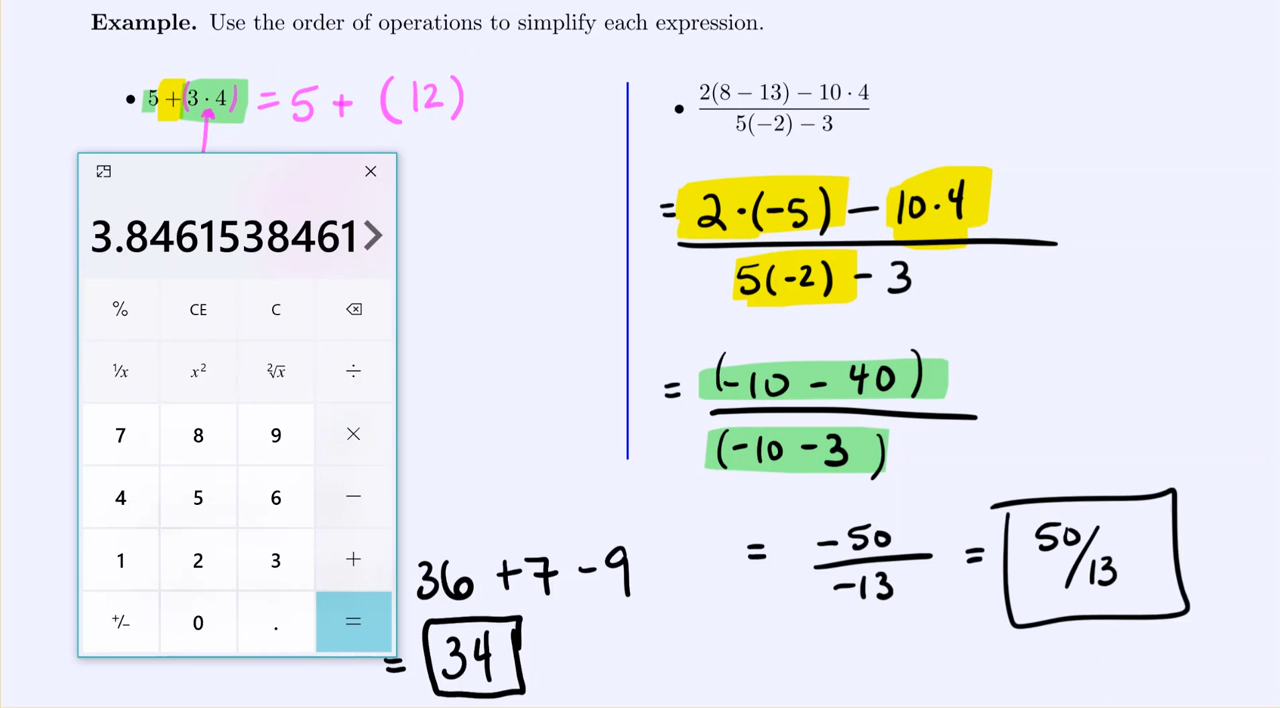 Example. Use the order of operations to simplify each expression.
• 5 + (3 · 4) = 5 + (12)
3.8461538461
% CE C ⌫
¹/x x² ²√x ÷
7 8 9 ×
4 5 6 −
1 2 3 +
+/− 0 . =
36 + 7 - 9
= 34
• 2(8 − 13) − 10 · 4
5(−2) − 3
= 2 · (-5) - 10 · 4
5(-2) - 3
= (-10 - 40)
(-10 - 3)
= -50 = 50/13
-13